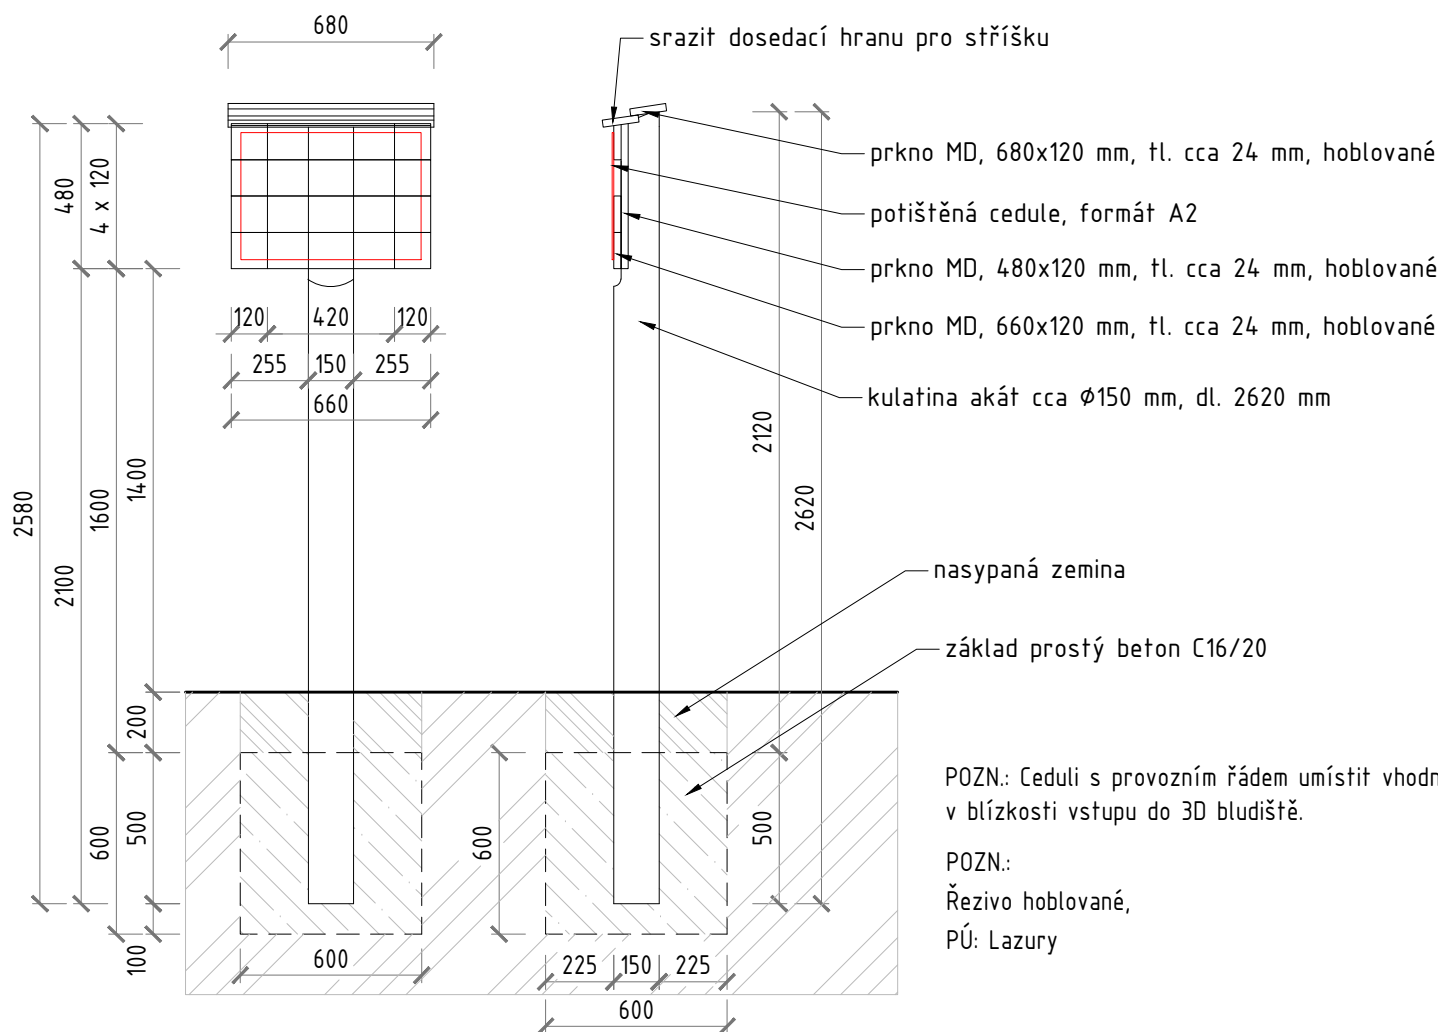 680
srazit dosedací hranu pro stříšku
prkno MD, 680x120 mm, tl. cca 24 mm, hoblované
potištěná cedule, formát A2
prkno MD, 480x120 mm, tl. cca 24 mm, hoblované
prkno MD, 660x120 mm, tl. cca 24 mm, hoblované
kulatina akát cca Ø150 mm, dl. 2620 mm
480
4 x 120
120 420 120
255 150 255
660
2580
2100
1600
1400
2120
2620
nasypaná zemina
základ prostý beton C16/20
200
600
500
100
600
600
500
225 150 225
600
POZN.: Ceduli s provozním řádem umístit vhodn
v blízkosti vstupu do 3D bludiště.
POZN.:
Řezivo hoblované,
PÚ: Lazury